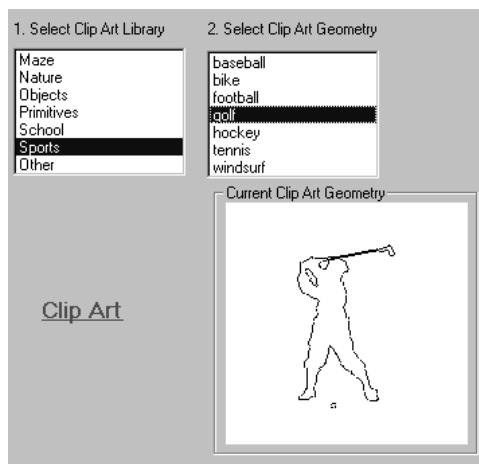 1. Select Clip Art Library
2. Select Clip Art Geometry
Maze
Nature
Objects
Primitives
School
Sports
Other
baseball
bike
football
golf
hockey
tennis
windsurf
Current Clip Art Geometry
Clip Art